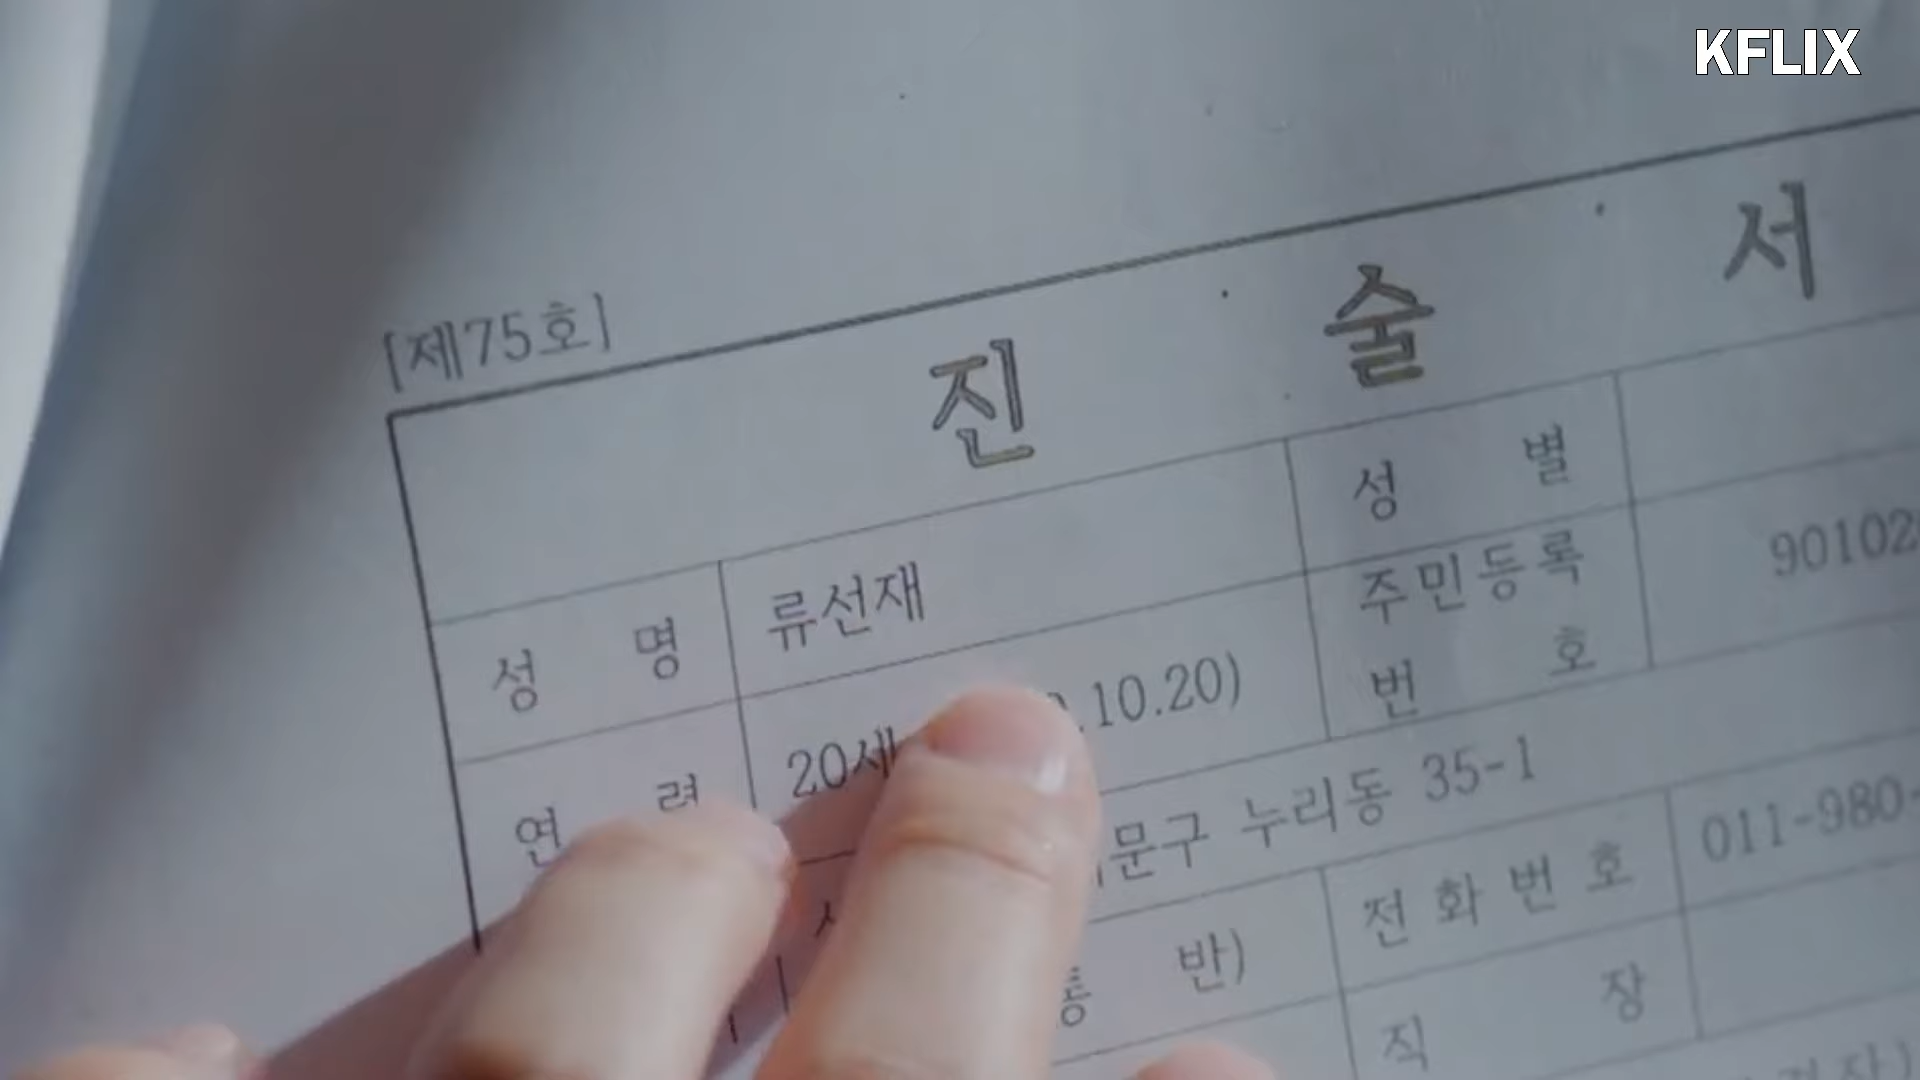 KFLIX
[제75호]
진 술 서
성 명 류선재 성 별
연 령 20세 .10.20) 주민등록 번 호 90102
문구 누리동 35-1
통 반) 전화번호 011-980-
직 장